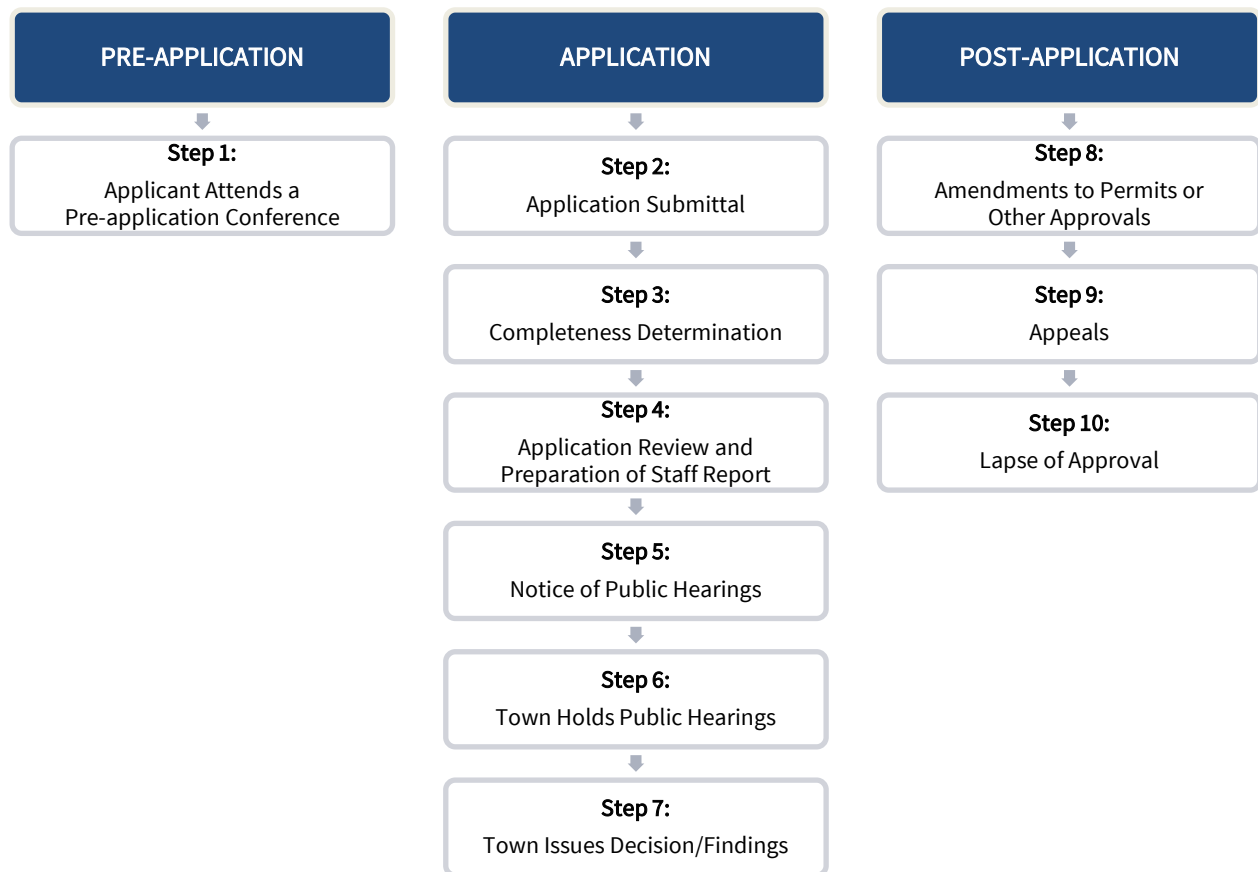 PRE-APPLICATION
Step 1:
Applicant Attends a
Pre-application Conference
APPLICATION
Step 2:
Application Submittal
Step 3:
Completeness Determination
Step 4:
Application Review and
Preparation of Staff Report
Step 5:
Notice of Public Hearings
Step 6:
Town Holds Public Hearings
Step 7:
Town Issues Decision/Findings
POST-APPLICATION
Step 8:
Amendments to Permits or
Other Approvals
Step 9:
Appeals
Step 10:
Lapse of Approval